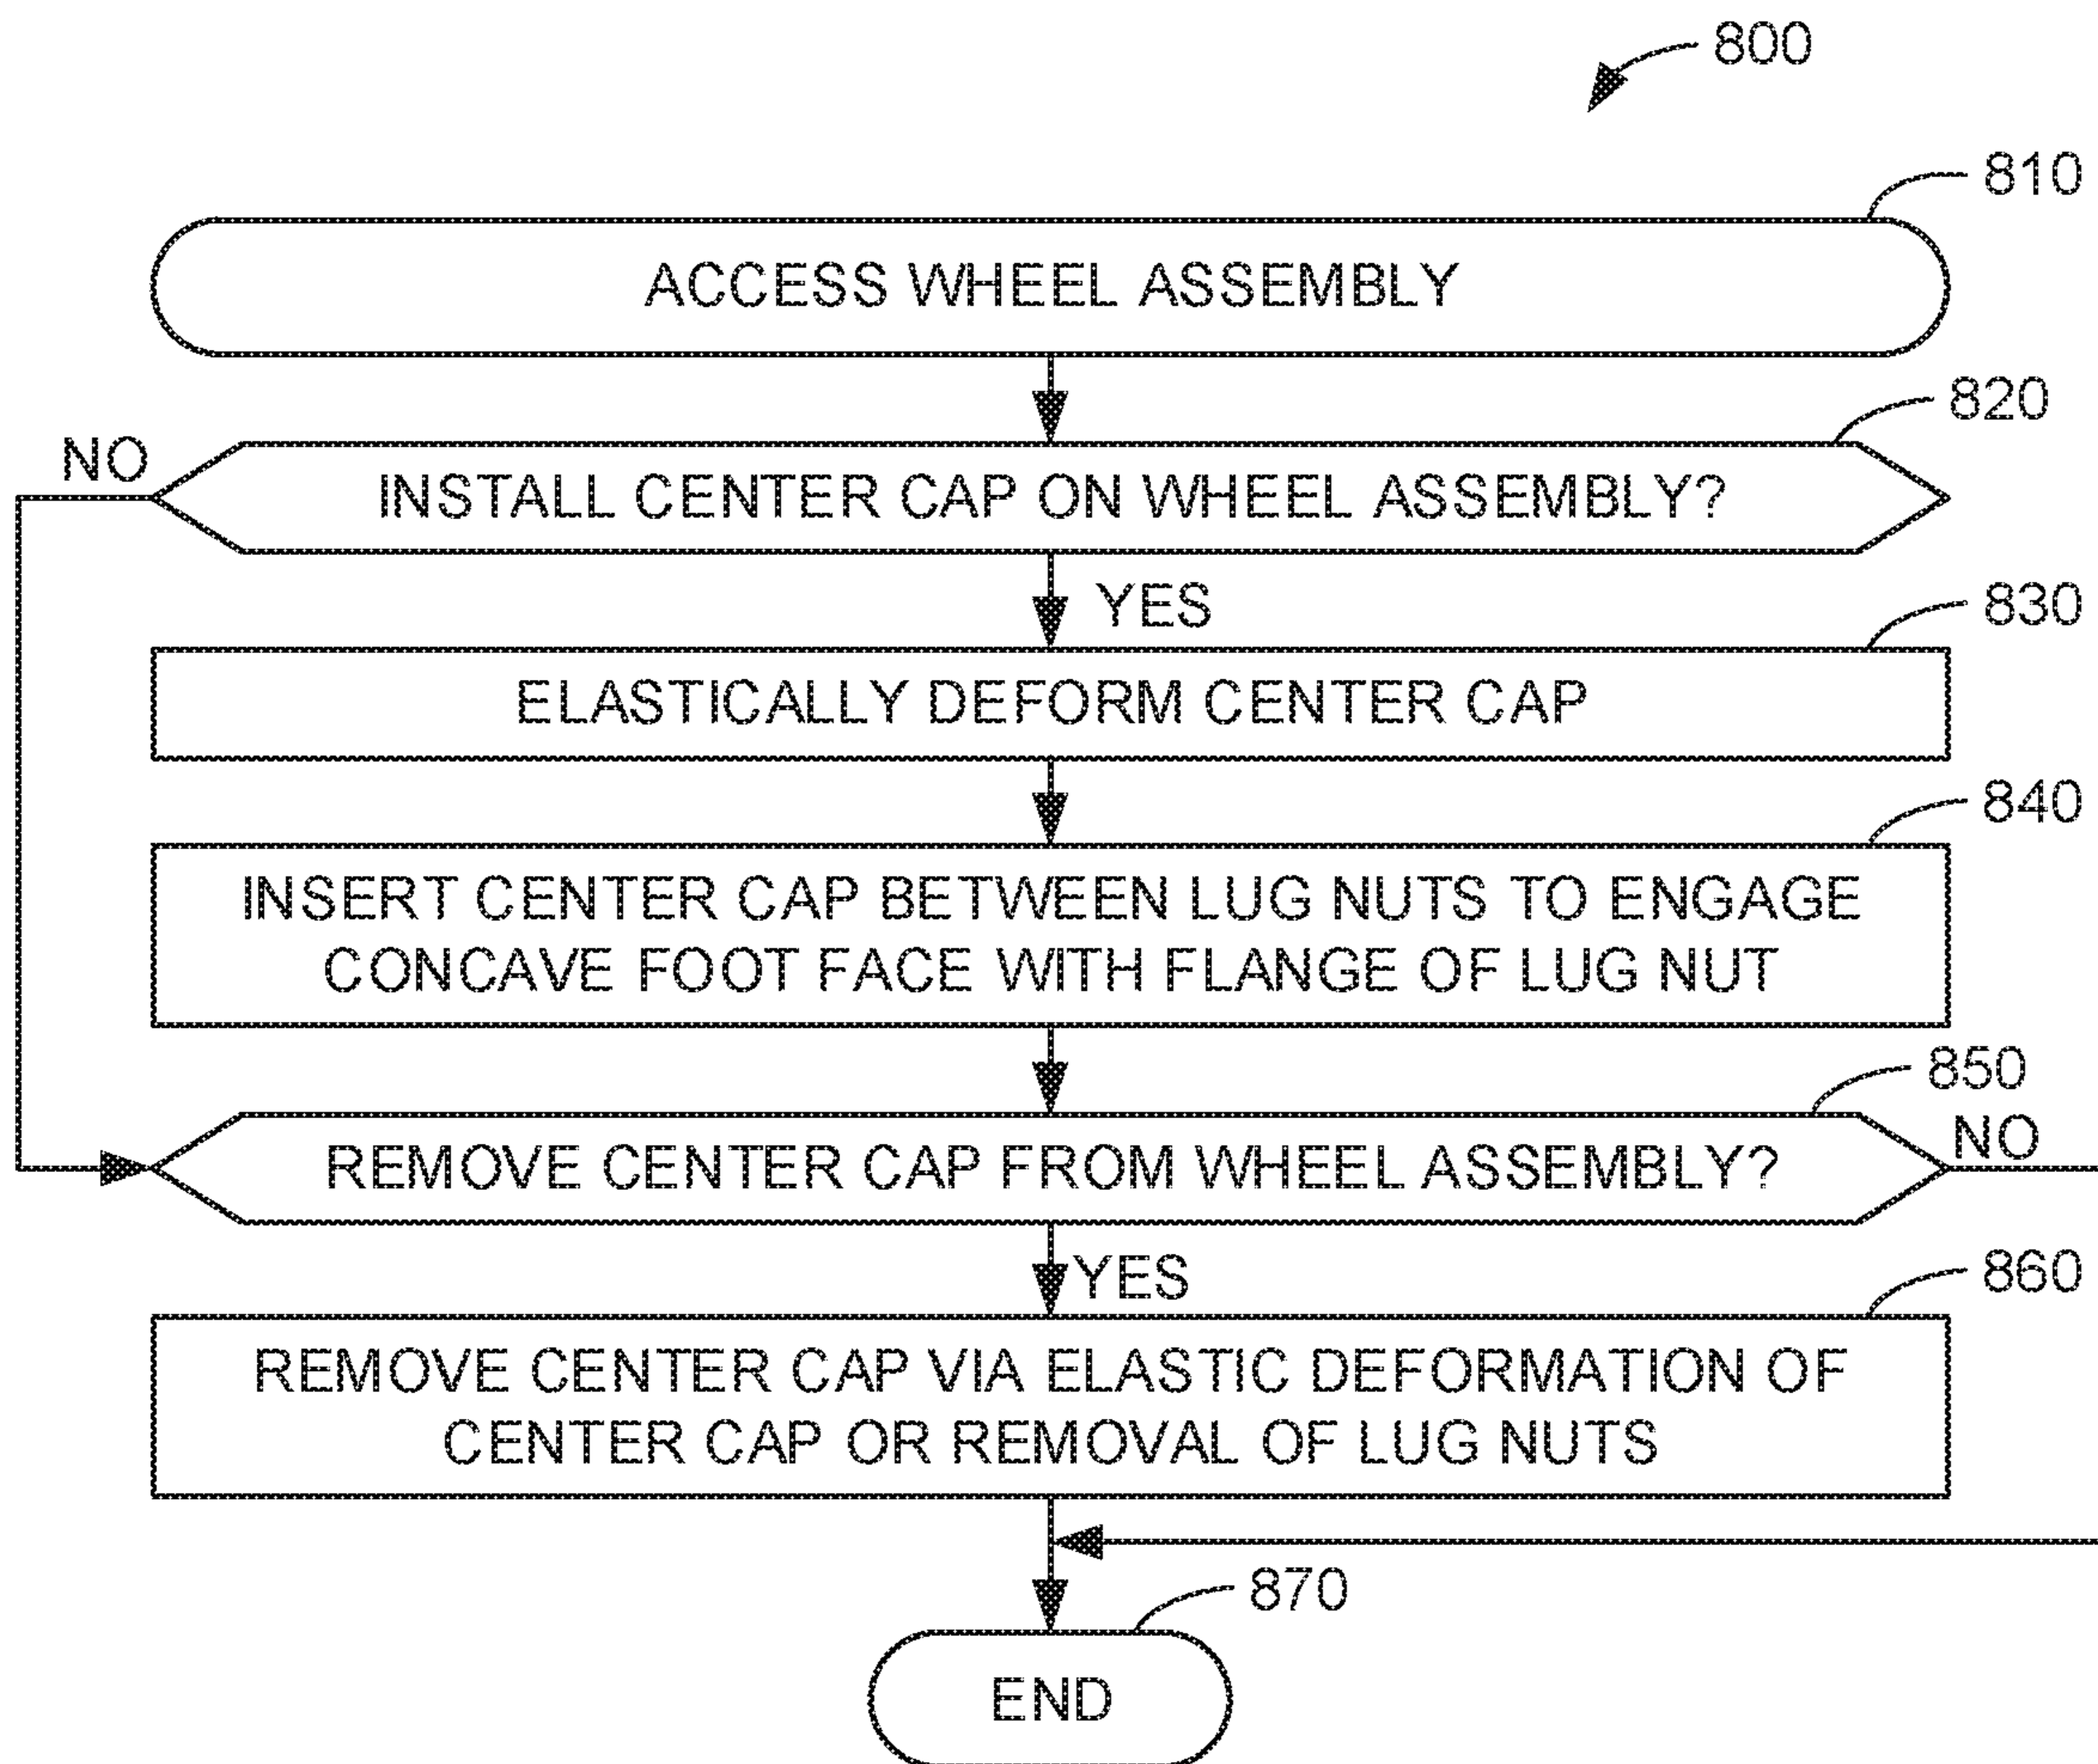 800
810
ACCESS WHEEL ASSEMBLY
820
NO
INSTALL CENTER CAP ON WHEEL ASSEMBLY?
YES
830
ELASTICALLY DEFORM CENTER CAP
840
INSERT CENTER CAP BETWEEN LUG NUTS TO ENGAGE
CONCAVE FOOT FACE WITH FLANGE OF LUG NUT
850
REMOVE CENTER CAP FROM WHEEL ASSEMBLY?
NO
YES
860
REMOVE CENTER CAP VIA ELASTIC DEFORMATION OF
CENTER CAP OR REMOVAL OF LUG NUTS
870
END